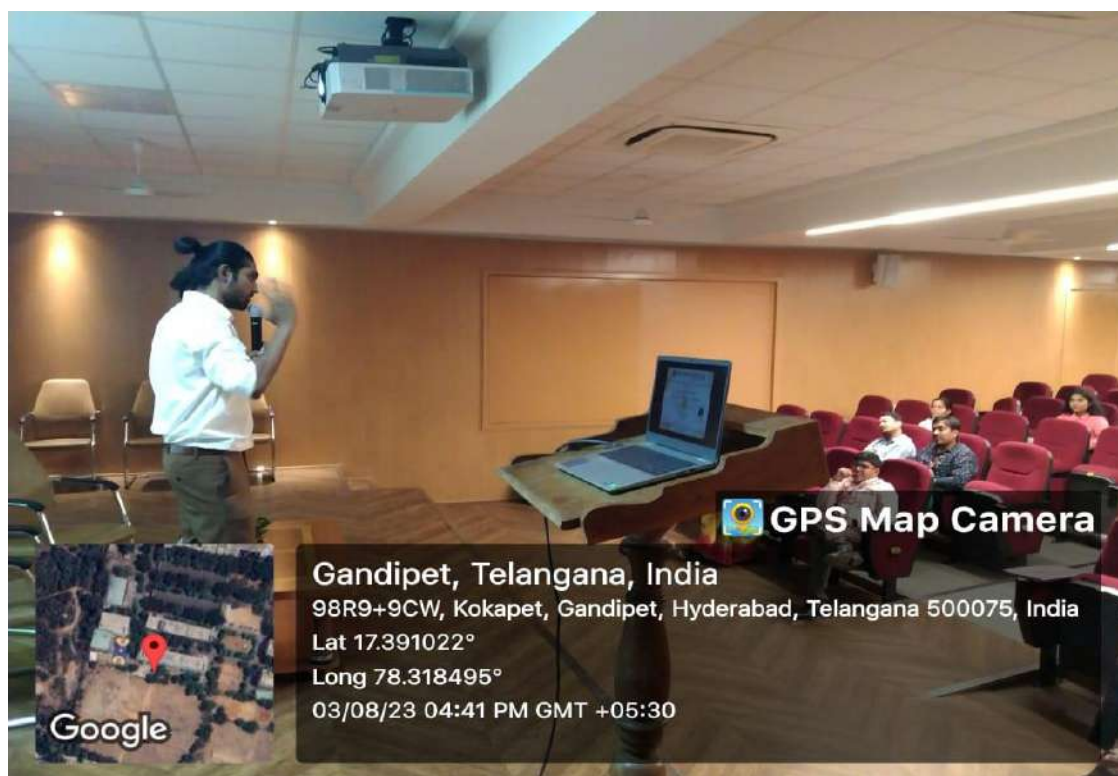 GPS Map Camera
Gandipet, Telangana, India
98R9+9CW, Kokapet, Gandipet, Hyderabad, Telangana 500075, India
Lat 17.391022°
Long 78.318495°
03/08/23 04:41 PM GMT +05:30
Google